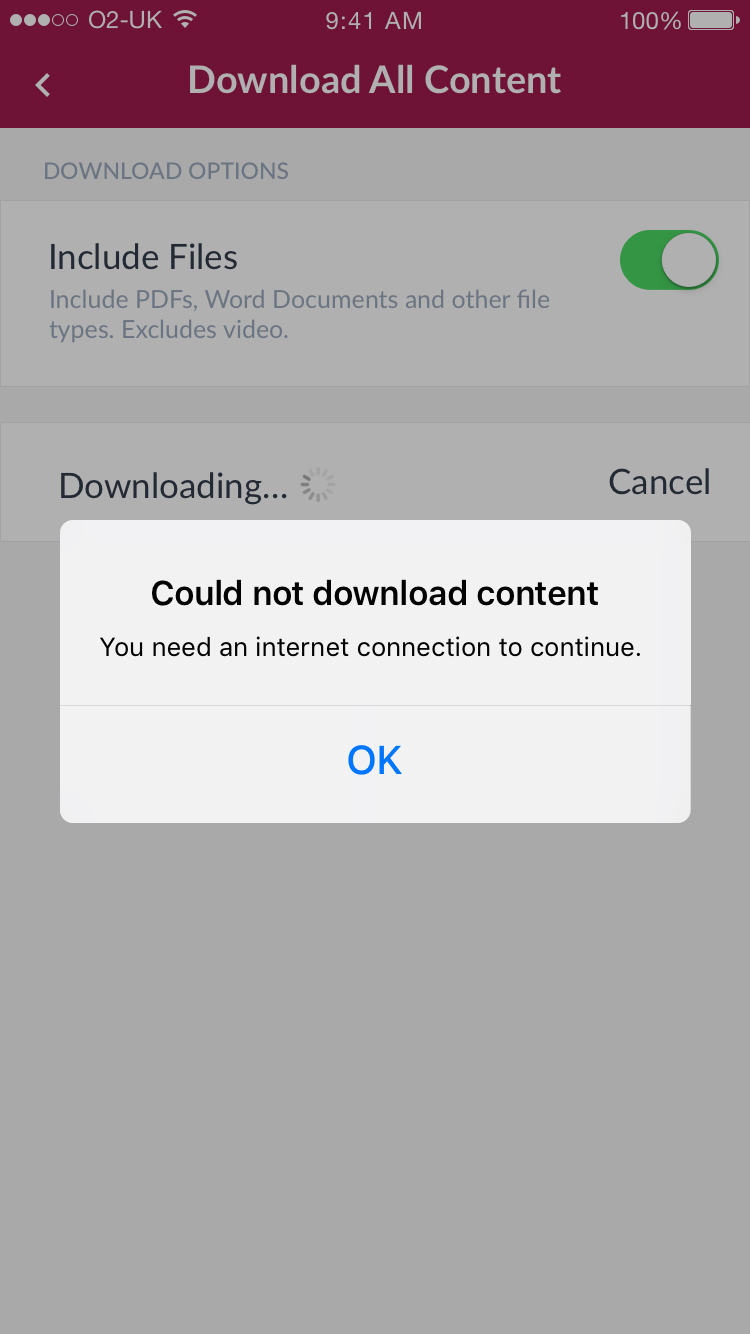 O2-UK 9:41 AM 100%
Download All Content
DOWNLOAD OPTIONS
Include Files
Include PDFs, Word Documents and other file
types. Excludes video.
Downloading... Cancel
Could not download content
You need an internet connection to continue.
OK